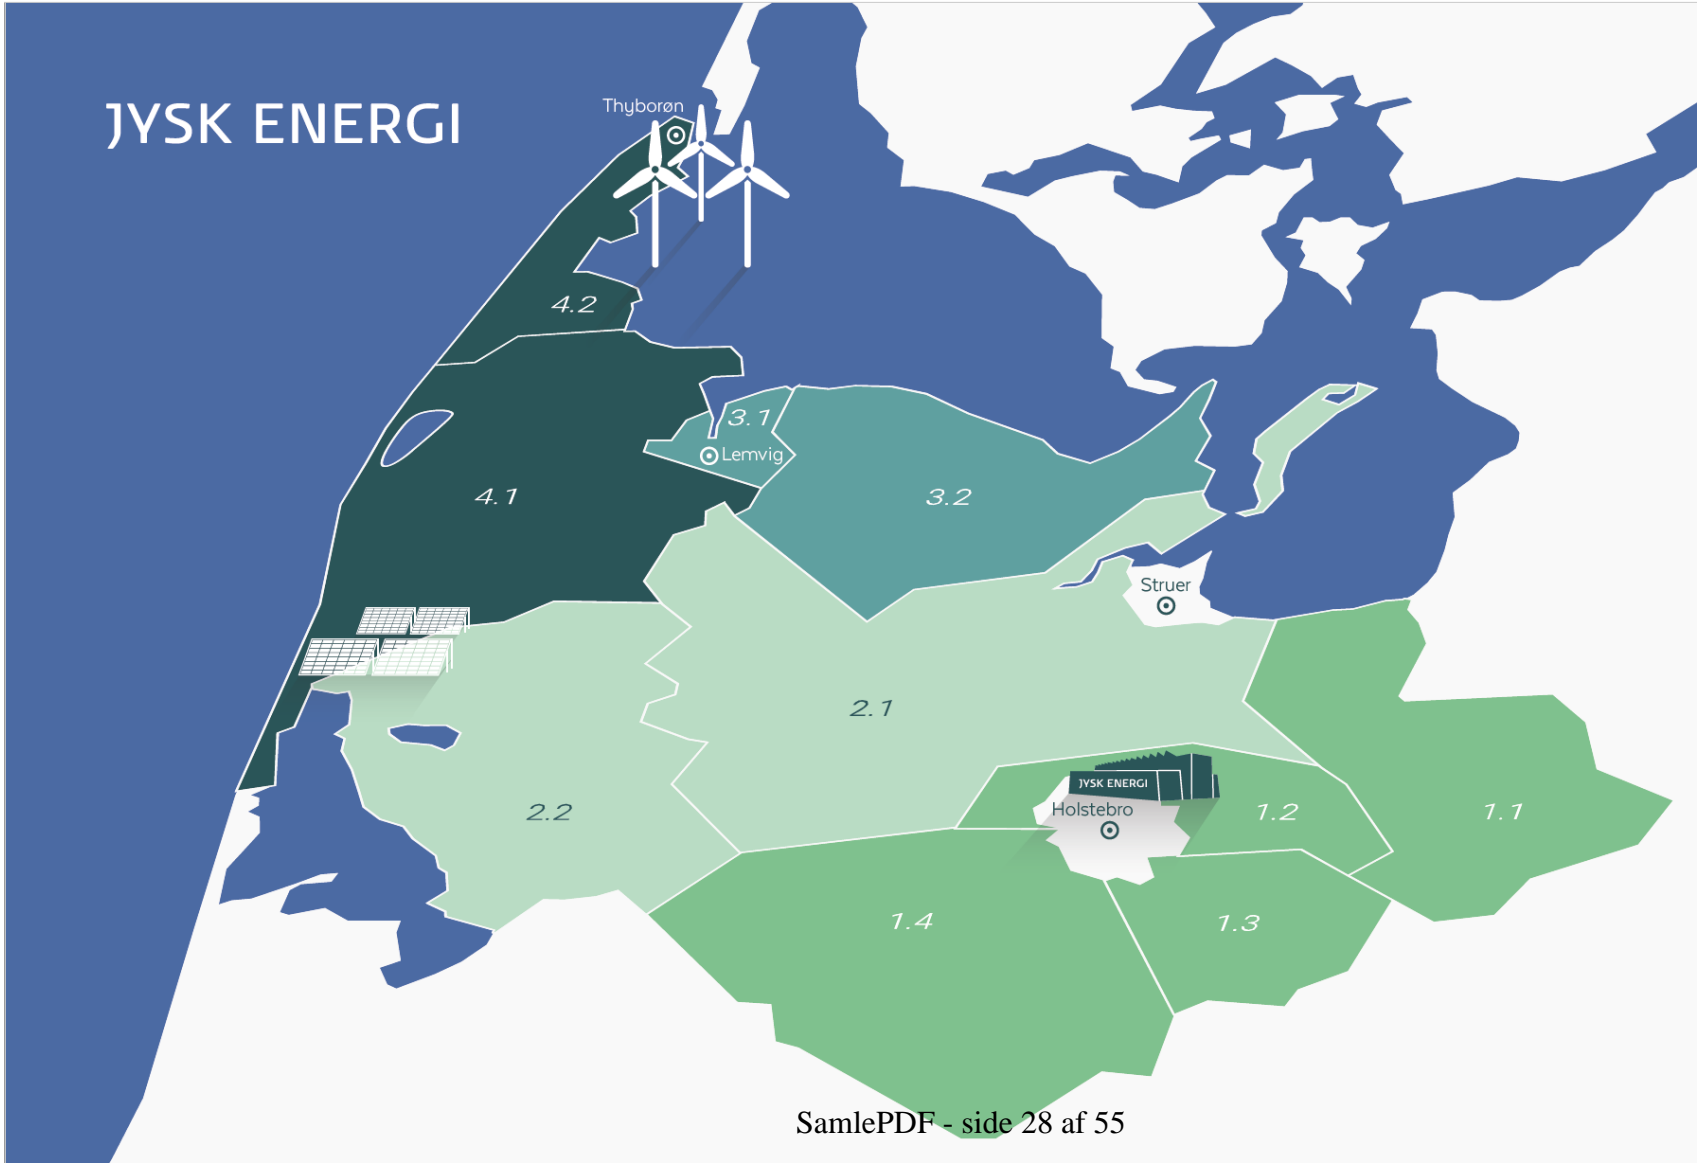 Thyborøn
JYSK ENERGI
4.2
3.1
Lemvig
4.1
3.2
Struer
2.1
JYSK ENERGI
Holstebro
2.2
1.2
1.1
1.4
1.3
SamlePDF - side 28 af 55